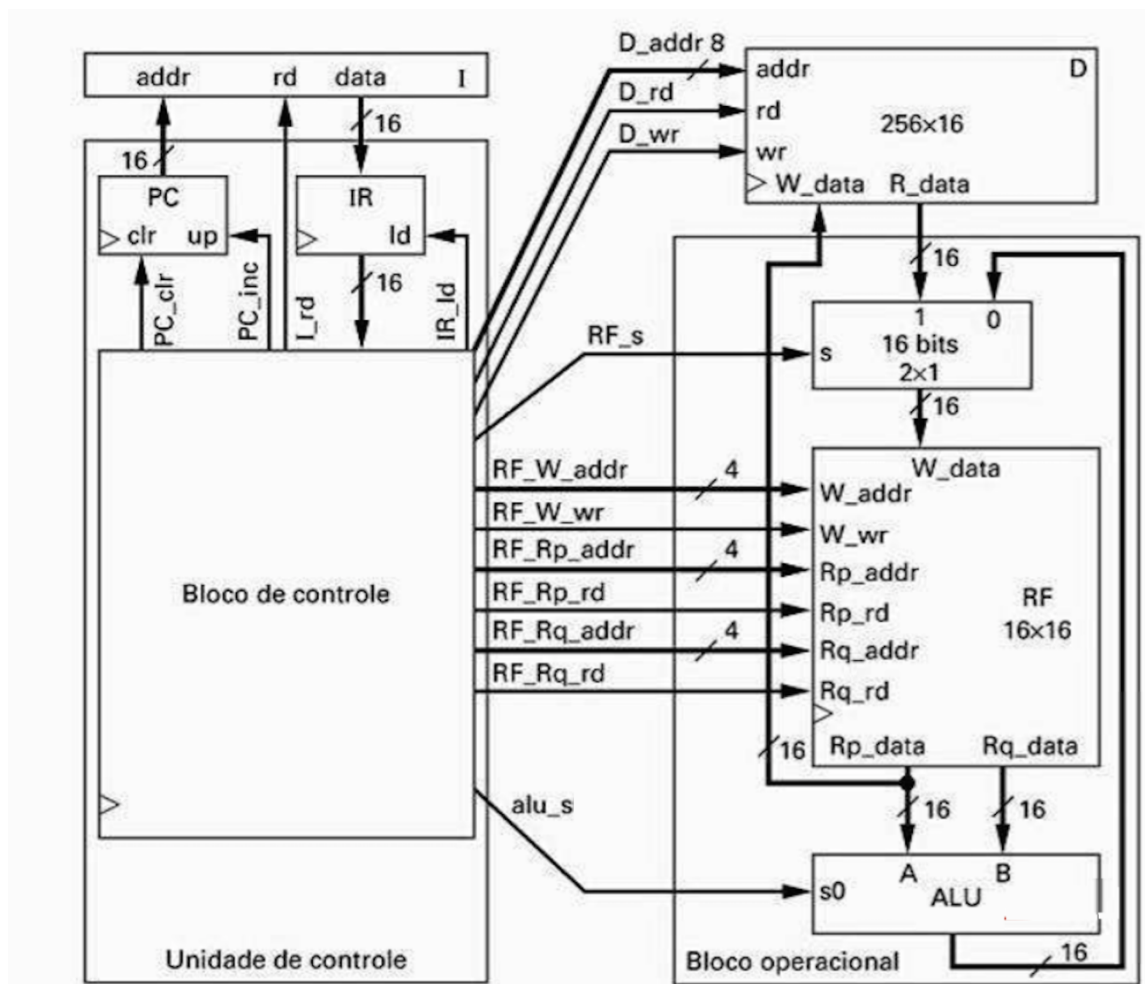 D_addr 8
addr rd data I
addr D
D_rd
rd
16
256×16
D_wr
wr
16
PC
IR
W_data R_data
clr up
ld
16
16
PC_clr
PC_inc
I_rd
IR_ld
1 0
RF_s
s
16 bits
2×1
16
RF_W_addr 4
W_data
W_addr
RF_W_wr
W_wr
RF_Rp_addr 4
Rp_addr
Bloco de controle
RF_Rp_rd
Rp_rd
RF
16×16
RF_Rq_addr 4
Rq_addr
RF_Rq_rd
Rq_rd
16
Rp_data Rq_data
alu_s
16
16
A B
s0
ALU
16
Unidade de controle
Bloco operacional